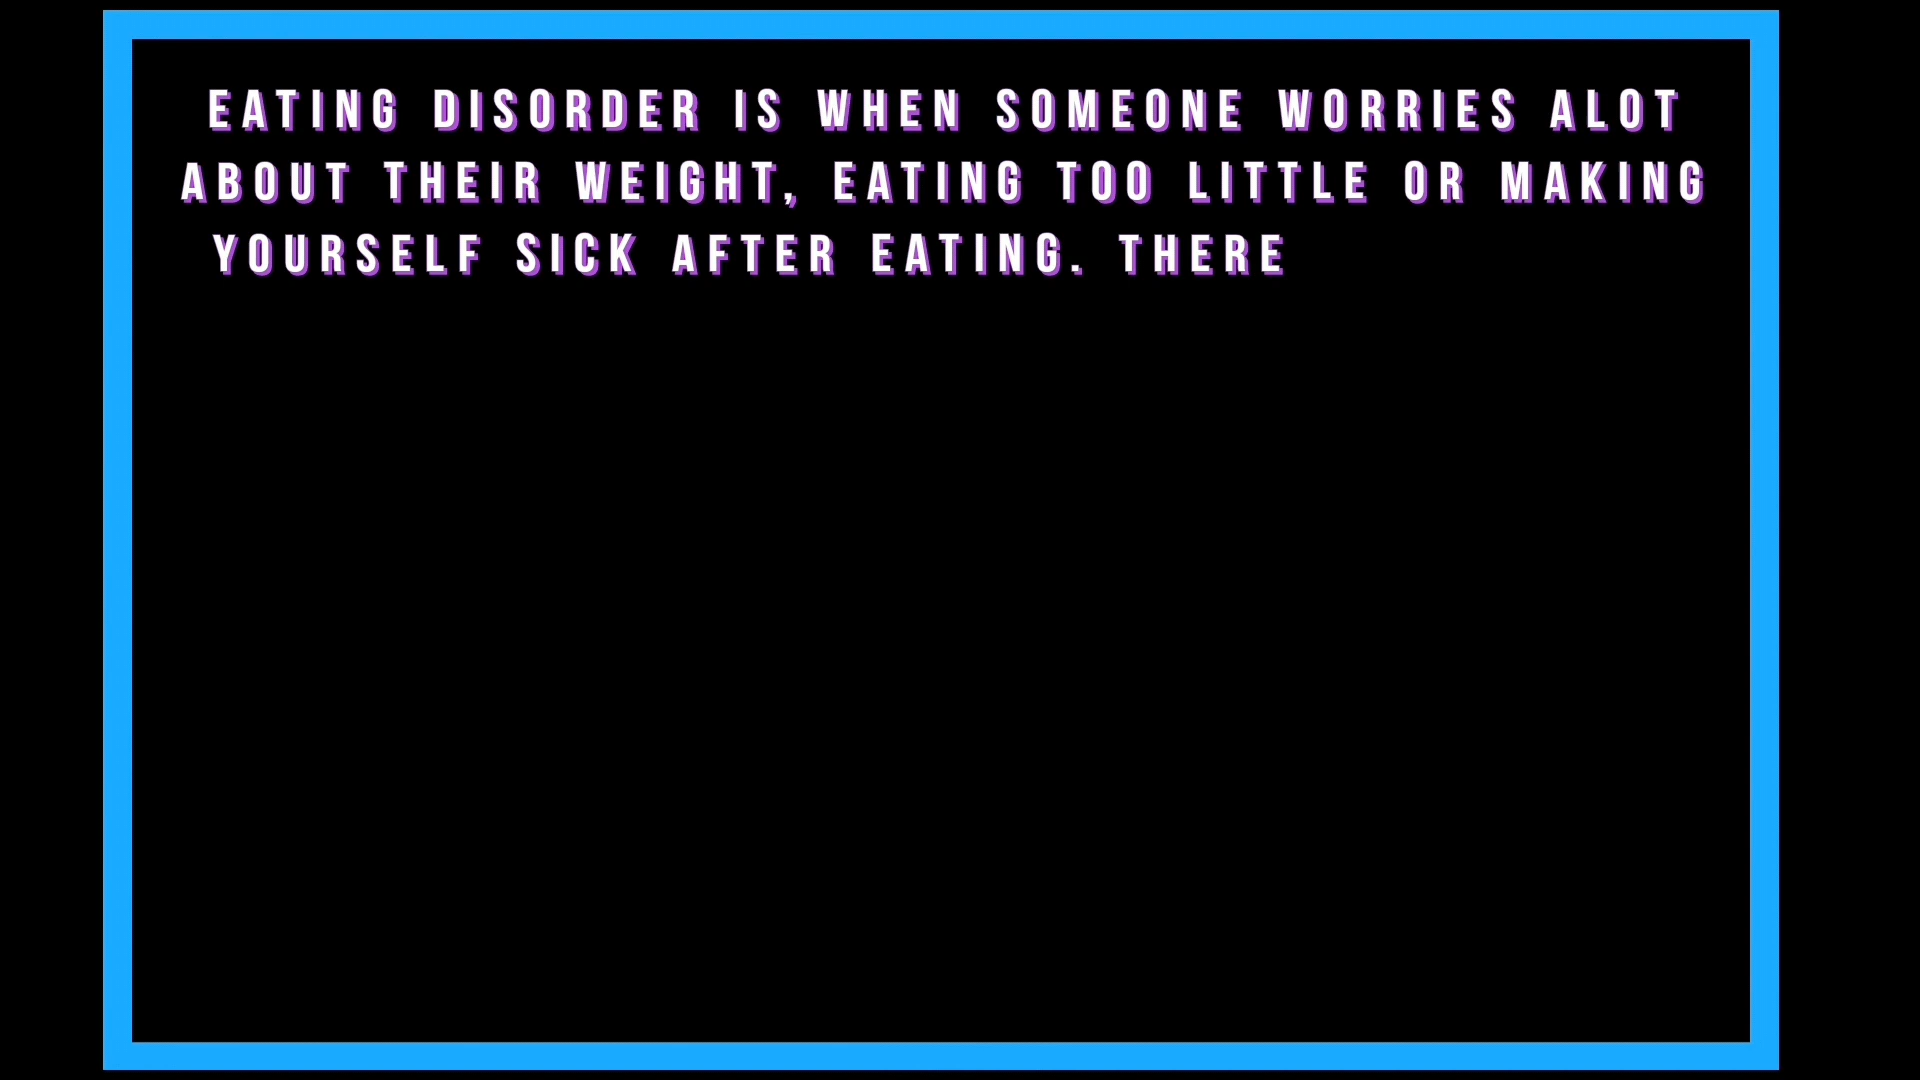 EATING DISORDER IS WHEN SOMEONE WORRIES ALOT
ABOUT THEIR WEIGHT, EATING TOO LITTLE OR MAKING
YOURSELF SICK AFTER EATING. THERE